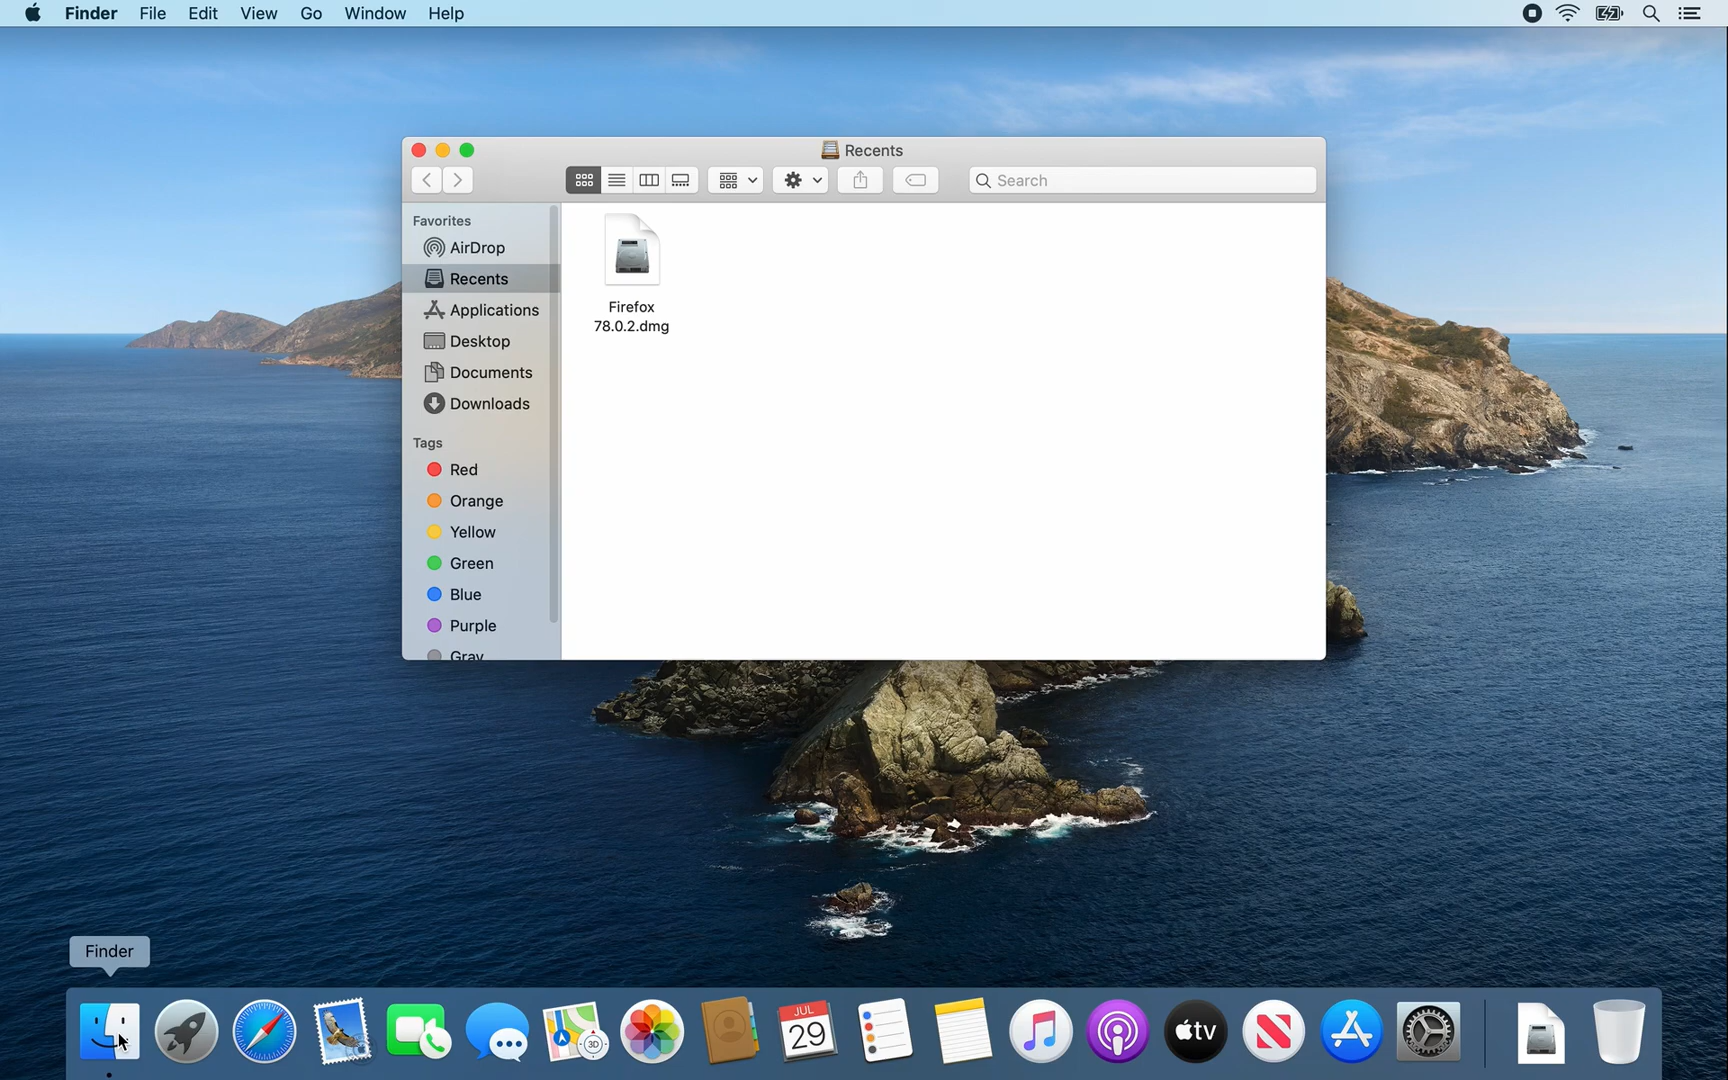 Finder File Edit View Go Window Help
Recents
Search
Favorites
AirDrop
Recents
Applications
Desktop
Documents
Downloads
Tags
Red
Orange
Yellow
Green
Blue
Purple
Gray
Firefox
78.0.2.dmg
Finder
3D
JUL
29
tv